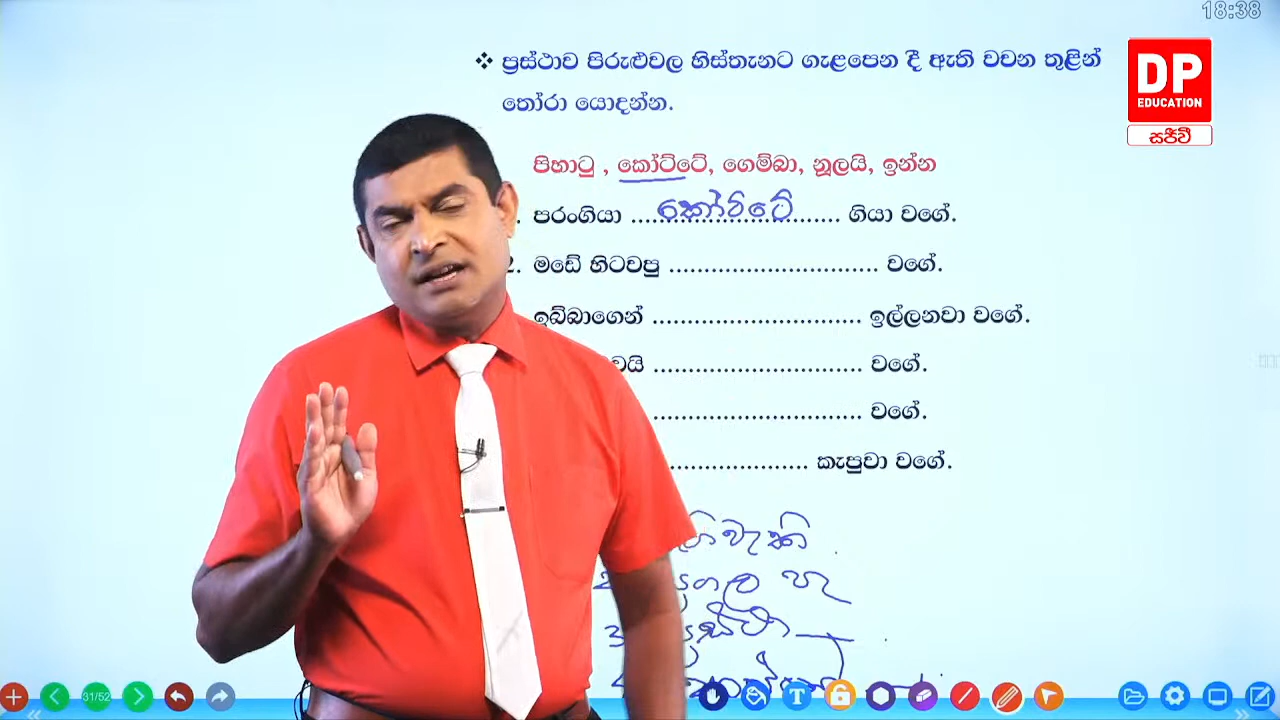 18:38
❖ ප්‍රස්ථාව පිරුළුවල හිස්තැනට ගැළපෙන දී ඇති වචන තුළින්
තෝරා යොදන්න.
DP
EDUCATION
සජීවී
පිහාටු , කෝට්ටේ, ගෙම්බා, නූලයි, ඉන්න
පරංගියා ......කෝට්ටේ...... ගියා වගේ.
2. මඩේ හිටවපු .............................. වගේ.
ඉබ්බාගෙන් .............................. ඉල්ලනවා වගේ.
.............................. වගේ.
.............................. වගේ.
.................... කැපුවා වගේ.
31/52
T